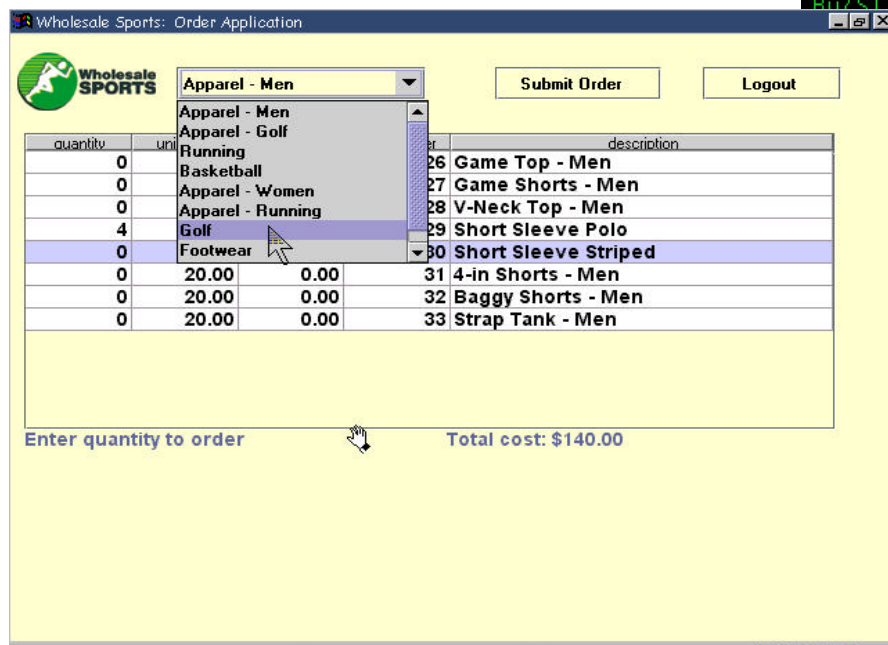 Wholesale Sports: Order Application
Wholesale
SPORTS
Apparel - Men
Submit Order
Logout
Apparel - Men
Apparel - Golf
Running
Basketball
Apparel - Women
Apparel - Running
Golf
Footwear
quantity description
0 26 Game Top - Men
0 27 Game Shorts - Men
0 28 V-Neck Top - Men
4 29 Short Sleeve Polo
0 30 Short Sleeve Striped
0 20.00 0.00 31 4-in Shorts - Men
0 20.00 0.00 32 Baggy Shorts - Men
0 20.00 0.00 33 Strap Tank - Men
Enter quantity to order
Total cost: $140.00